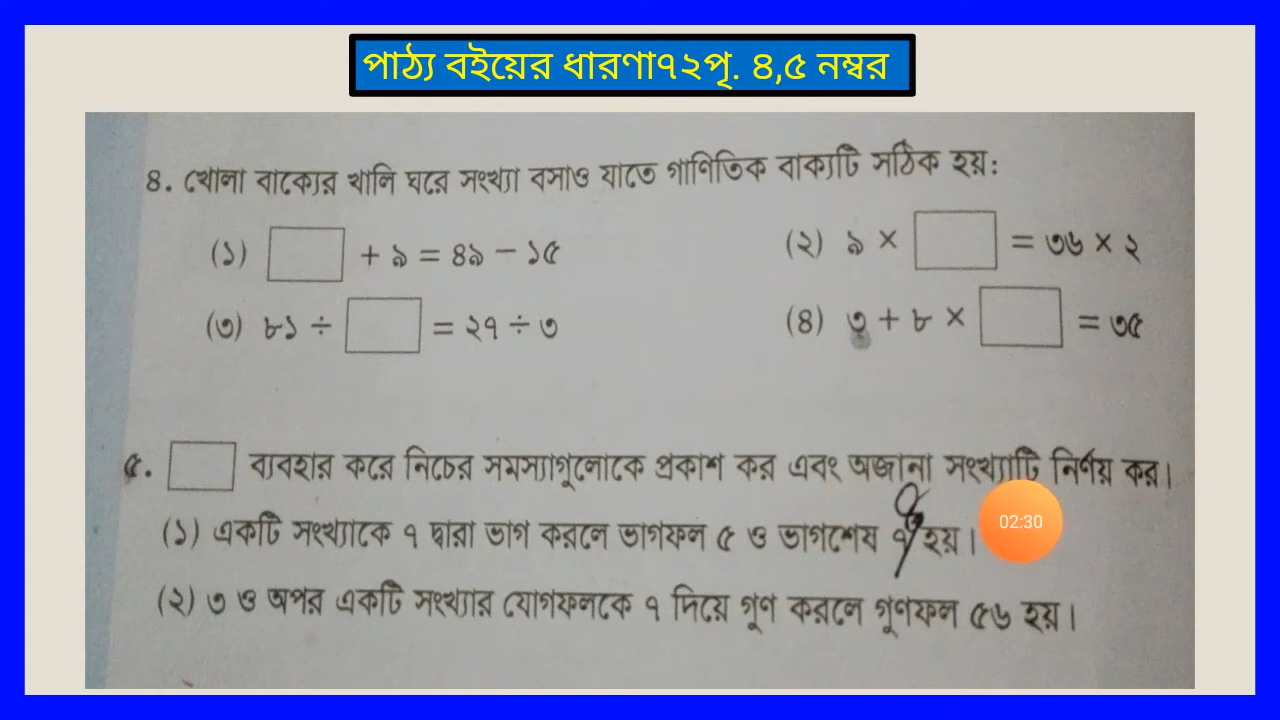 পাঠ্য বইয়ের ধারণা৭২পৃ. ৪,৫ নম্বর
৪. খোলা বাক্যের খালি ঘরে সংখ্যা বসাও যাতে গাণিতিক বাক্যটি সঠিক হয়:
(১) □ + ৯ = ৪৯ − ১৫ (২) ৯ × □ = ৩৬ × ২
(৩) ৮১ ÷ □ = ২৭ ÷ ৩ (৪) ৩ + ৮ × □ = ৩৫
৫. □ ব্যবহার করে নিচের সমস্যাগুলোকে প্রকাশ কর এবং অজানা সংখ্যাটি নির্ণয় কর।
(১) একটি সংখ্যাকে ৭ দ্বারা ভাগ করলে ভাগফল ৫ ও ভাগশেষ হয়।
(২) ৩ ও অপর একটি সংখ্যার যোগফলকে ৭ দিয়ে গুণ করলে গুণফল ৫৬ হয়।
02:30